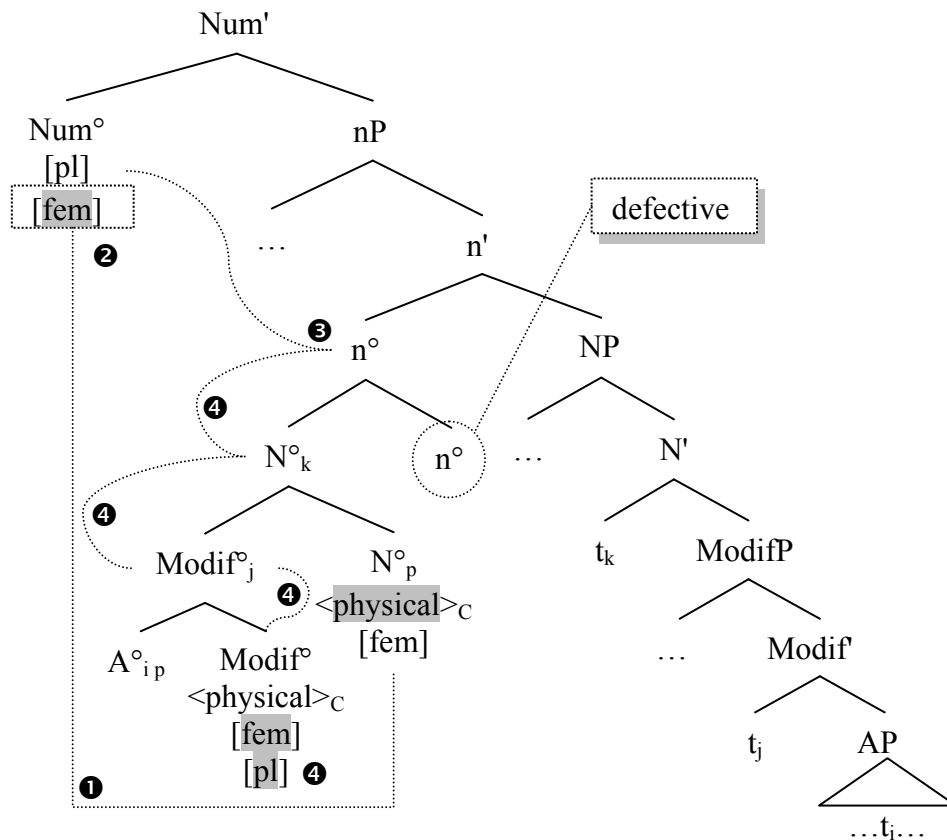 Num'
Num° nP
[pl]
[fem] defective
❷ … n'
❸ n° NP
❹
N°k n° … N'
❹
Modif°j N°p tk ModifP
❹ <physical>C
A°i p Modif° [fem] … Modif'
<physical>C
[fem] tj AP
[pl] ❹
❶ …ti…